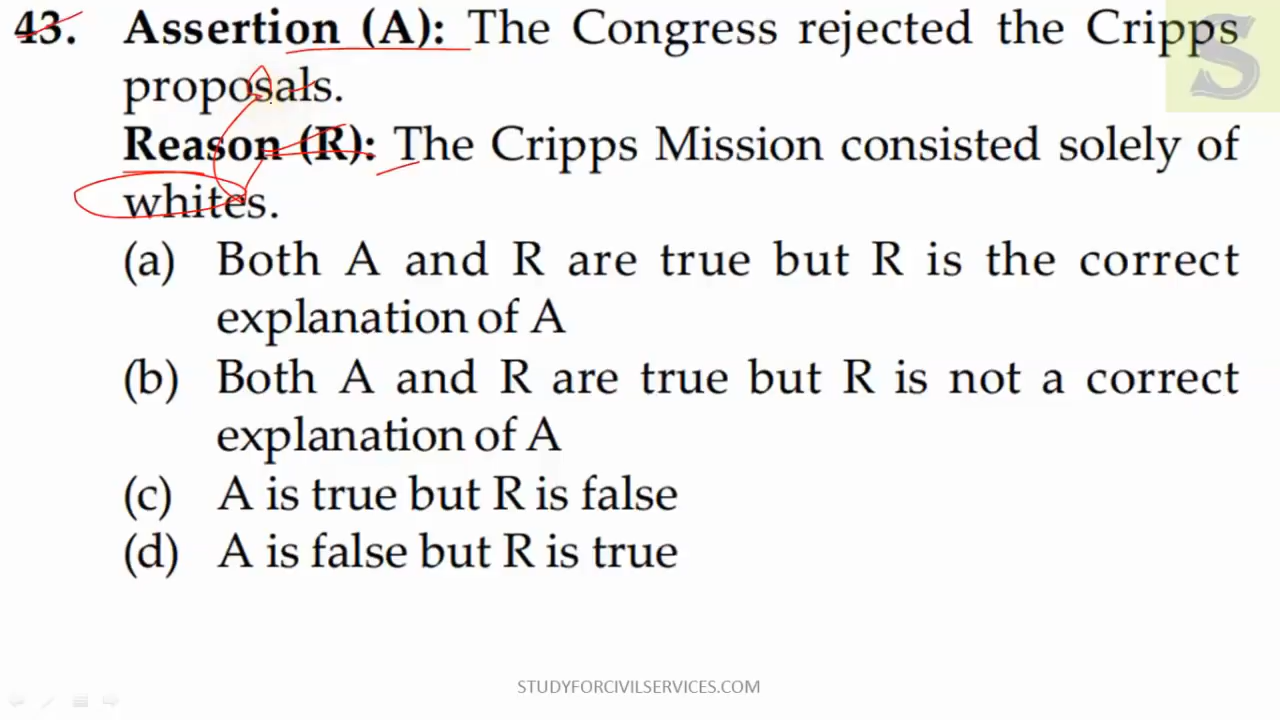 43. Assertion (A): The Congress rejected the Cripps
proposals.
Reason (R): The Cripps Mission consisted solely of
whites.
(a) Both A and R are true but R is the correct
explanation of A
(b) Both A and R are true but R is not a correct
explanation of A
(c) A is true but R is false
(d) A is false but R is true
STUDYFORCIVILSERVICES.COM
S